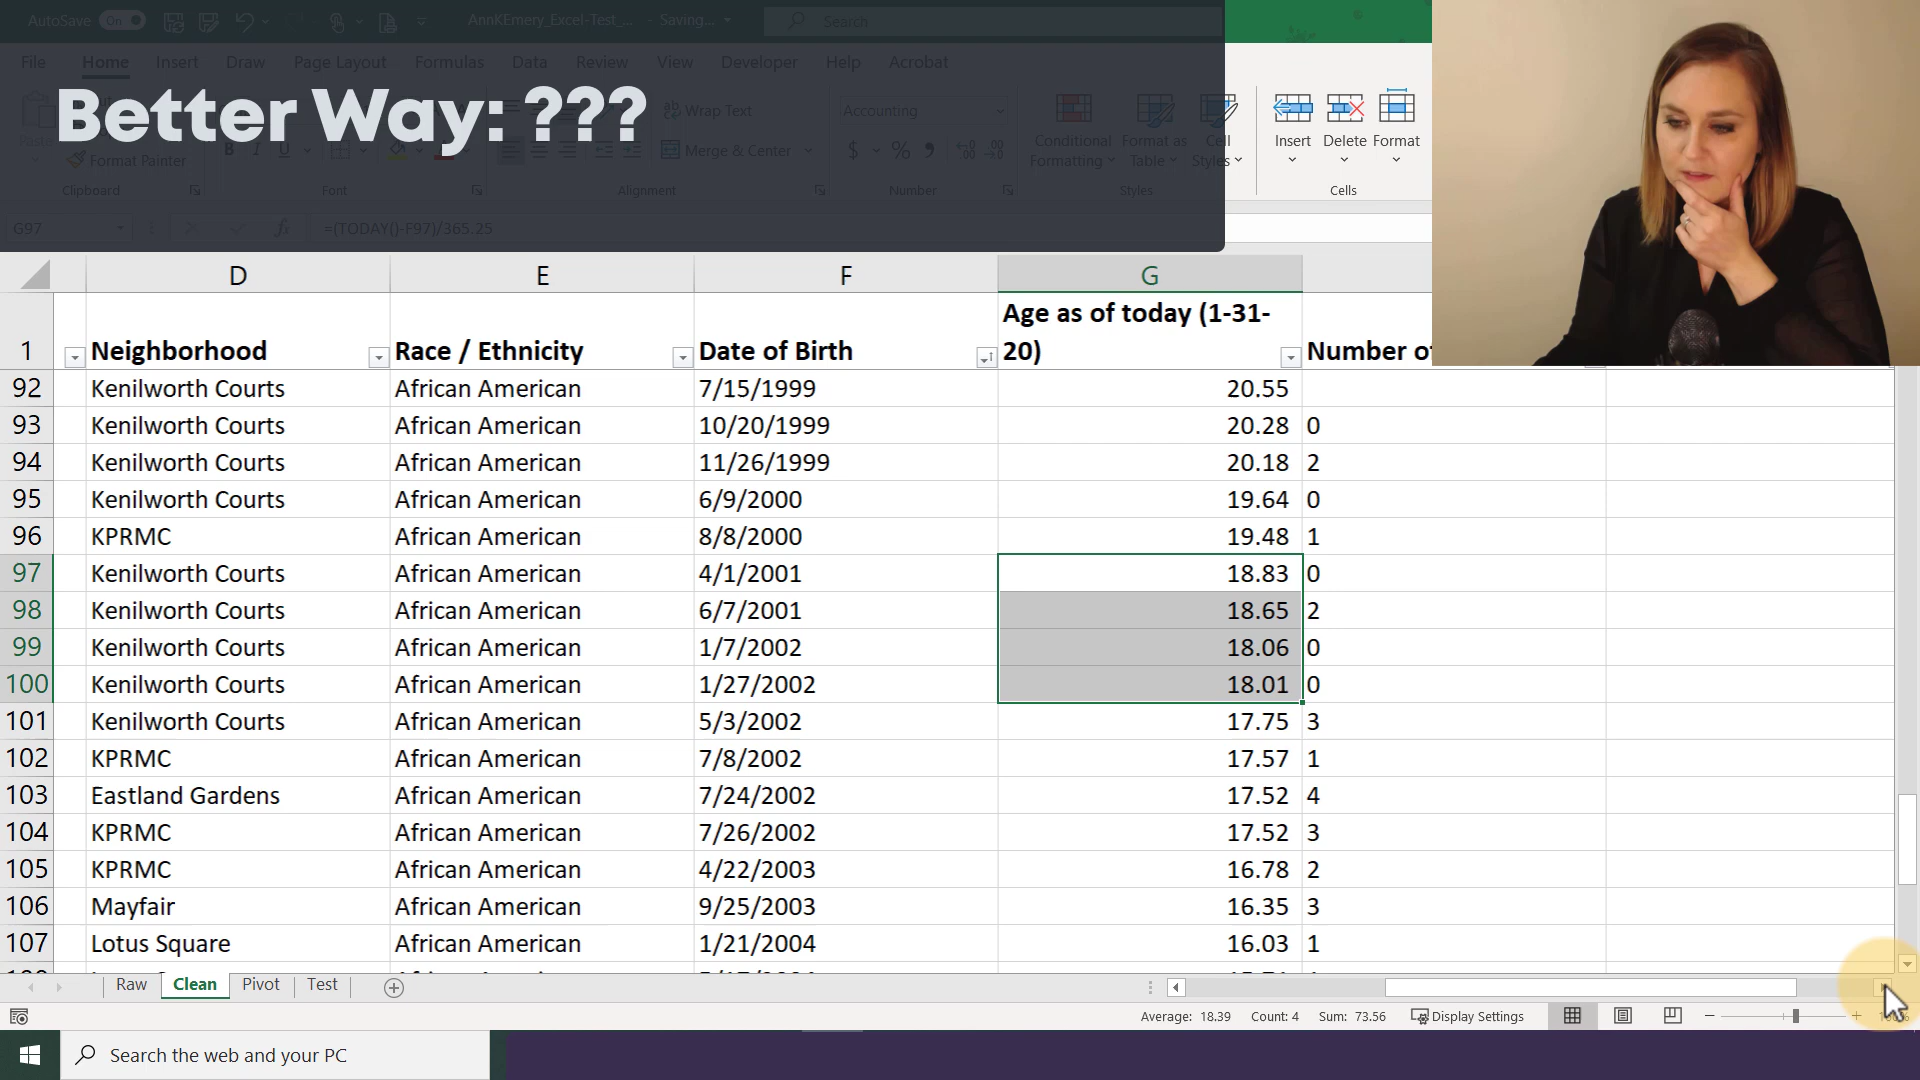 AutoSave On AnnKEmery_Excel-Test_... - Saving... Search
File Home Insert Draw Page Layout Formulas Data Review View Developer Help Acrobat
Better Way: ???
Wrap Text
Merge & Center
Format Painter
Accounting
$ % 9
Conditional Formatting
Format as Table
Cell Styles
Insert Delete Format
Clipboard Font Alignment Number Styles Cells
G97 fx =(TODAY()-F97)/365.25
D E F G
1 Neighborhood Race / Ethnicity Date of Birth Age as of today (1-31-20) Number of
92 Kenilworth Courts African American 7/15/1999 20.55
93 Kenilworth Courts African American 10/20/1999 20.28 0
94 Kenilworth Courts African American 11/26/1999 20.18 2
95 Kenilworth Courts African American 6/9/2000 19.64 0
96 KPRMC African American 8/8/2000 19.48 1
97 Kenilworth Courts African American 4/1/2001 18.83 0
98 Kenilworth Courts African American 6/7/2001 18.65 2
99 Kenilworth Courts African American 1/7/2002 18.06 0
100 Kenilworth Courts African American 1/27/2002 18.01 0
101 Kenilworth Courts African American 5/3/2002 17.75 3
102 KPRMC African American 7/8/2002 17.57 1
103 Eastland Gardens African American 7/24/2002 17.52 4
104 KPRMC African American 7/26/2002 17.52 3
105 KPRMC African American 4/22/2003 16.78 2
106 Mayfair African American 9/25/2003 16.35 3
107 Lotus Square African American 1/21/2004 16.03 1
Raw Clean Pivot Test
Average: 18.39 Count: 4 Sum: 73.56 Display Settings
Search the web and your PC